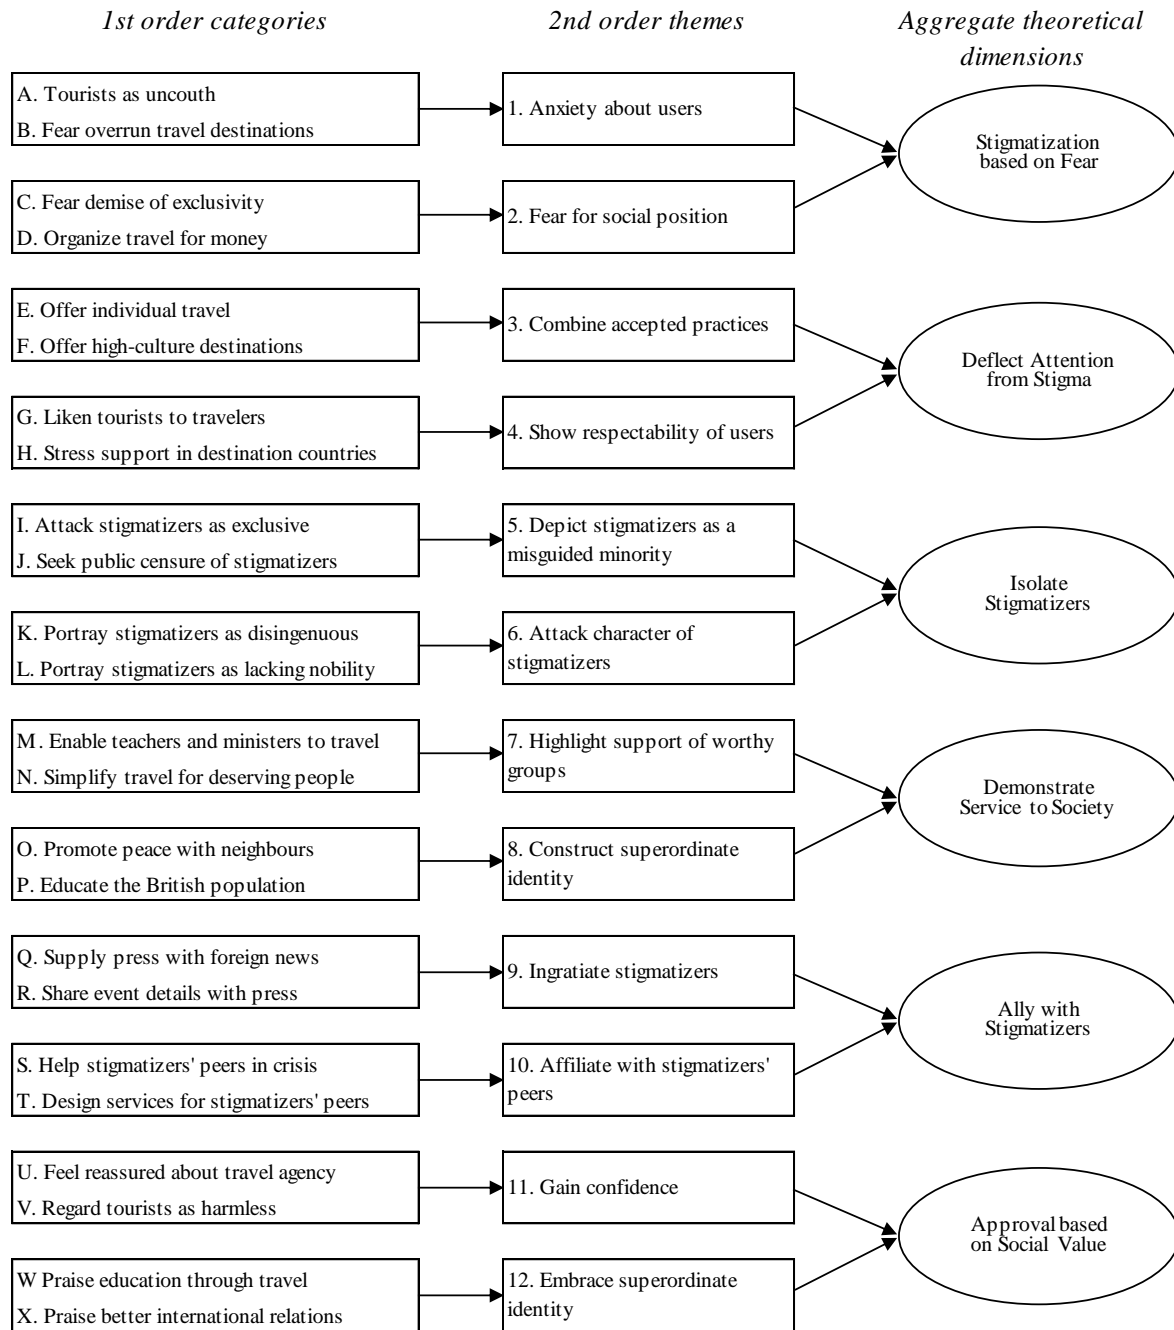 1st order categories
2nd order themes
Aggregate theoretical
dimensions
A. Tourists as uncouth
B. Fear overrun travel destinations
1. Anxiety about users
C. Fear demise of exclusivity
D. Organize travel for money
2. Fear for social position
Stigmatization
based on Fear
E. Offer individual travel
F. Offer high-culture destinations
3. Combine accepted practices
G. Liken tourists to travelers
H. Stress support in destination countries
4. Show respectability of users
Deflect Attention
from Stigma
I. Attack stigmatizers as exclusive
J. Seek public censure of stigmatizers
5. Depict stigmatizers as a
misguided minority
K. Portray stigmatizers as disingenuous
L. Portray stigmatizers as lacking nobility
6. Attack character of
stigmatizers
Isolate
Stigmatizers
M. Enable teachers and ministers to travel
N. Simplify travel for deserving people
7. Highlight support of worthy
groups
O. Promote peace with neighbours
P. Educate the British population
8. Construct superordinate
identity
Demonstrate
Service to Society
Q. Supply press with foreign news
R. Share event details with press
9. Ingratiate stigmatizers
S. Help stigmatizers' peers in crisis
T. Design services for stigmatizers' peers
10. Affiliate with stigmatizers'
peers
Ally with
Stigmatizers
U. Feel reassured about travel agency
V. Regard tourists as harmless
11. Gain confidence
W Praise education through travel
X. Praise better international relations
12. Embrace superordinate
identity
Approval based
on Social Value